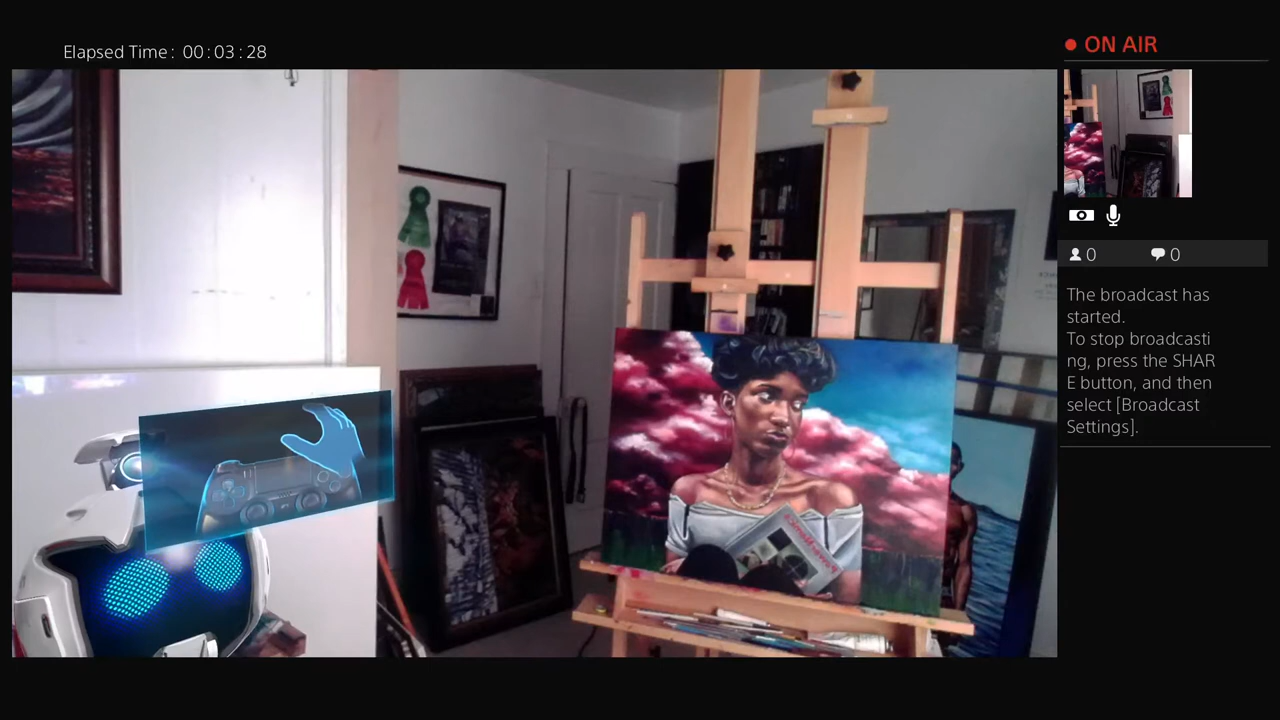 Elapsed Time: 00:03:28
ON AIR
0
0
The broadcast has
started.
To stop broadcasti
ng, press the SHAR
E button, and then
select [Broadcast
Settings].